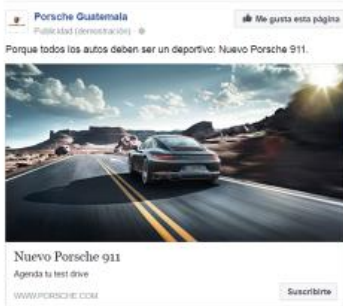 Porsche Guatemala
Me gusta esta página
Publicidad (demostración)
Porque todos los autos deben ser un deportivo: Nuevo Porsche 911.
Nuevo Porsche 911
Agenda tu test drive
WWW.PORSCHE.COM
Suscribirte